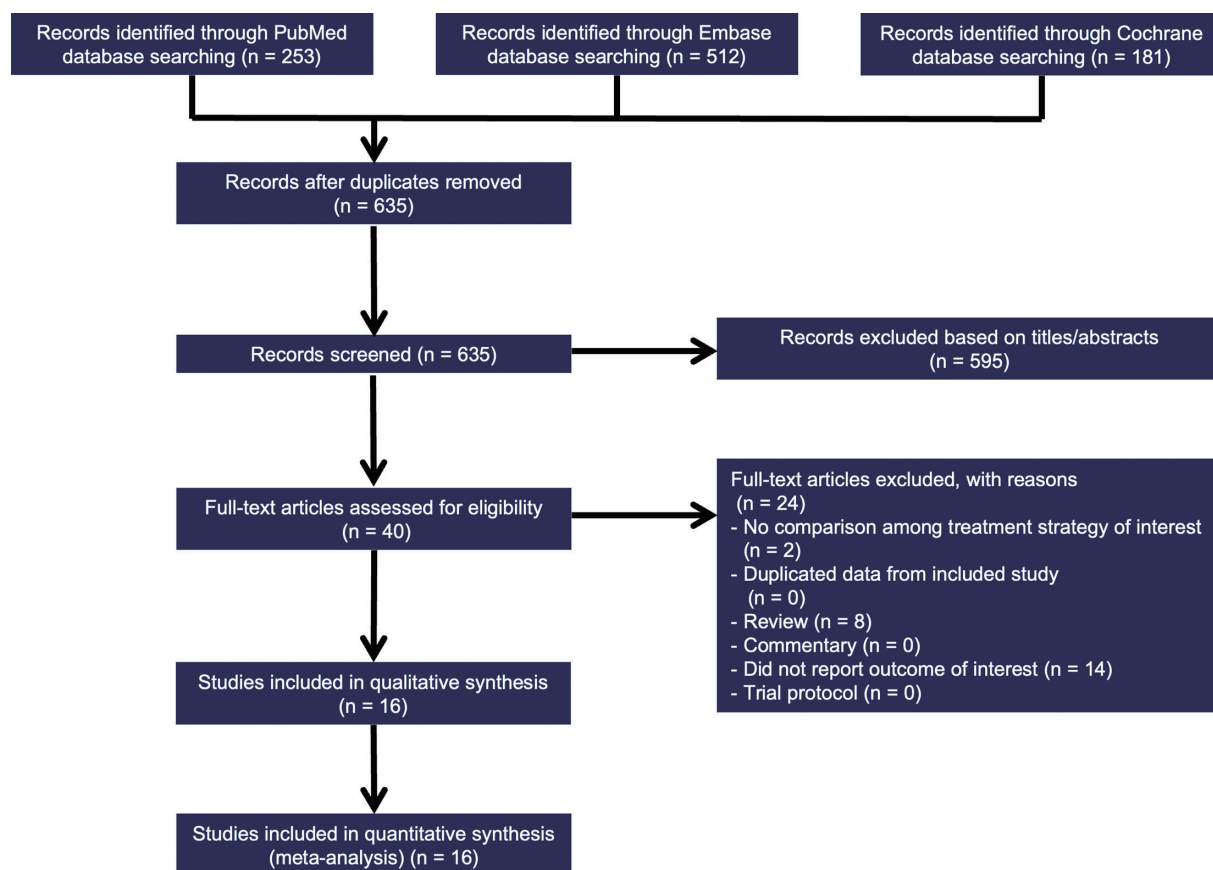 Records identified through PubMed
database searching (n = 253)
Records identified through Embase
database searching (n = 512)
Records identified through Cochrane
database searching (n = 181)
Records after duplicates removed
(n = 635)
Records screened (n = 635)
Records excluded based on titles/abstracts
(n = 595)
Full-text articles assessed for eligibility
(n = 40)
Full-text articles excluded, with reasons
(n = 24)
- No comparison among treatment strategy of interest
(n = 2)
- Duplicated data from included study
(n = 0)
- Review (n = 8)
- Commentary (n = 0)
- Did not report outcome of interest (n = 14)
- Trial protocol (n = 0)
Studies included in qualitative synthesis
(n = 16)
Studies included in quantitative synthesis
(meta-analysis) (n = 16)